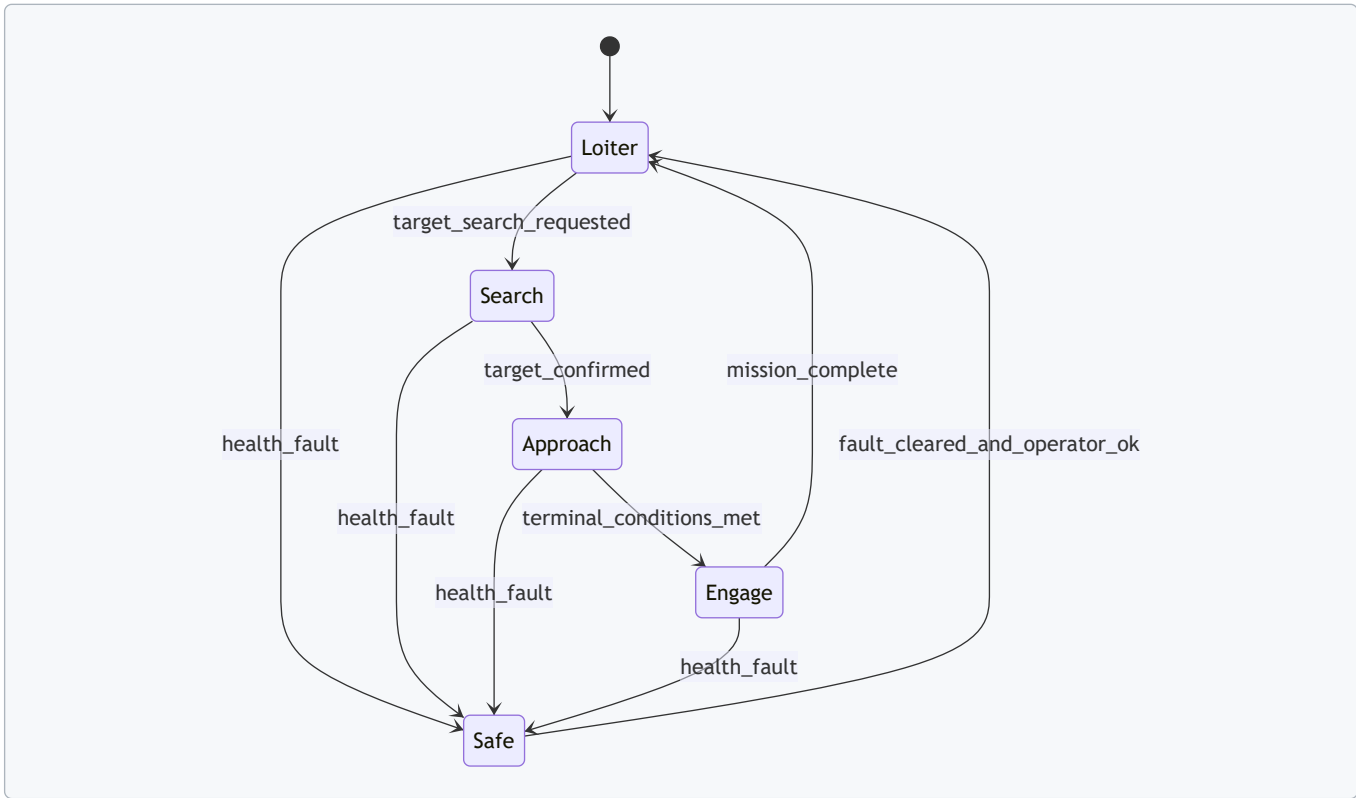 Loiter
target_search_requested
Search
target_confirmed
mission_complete
health_fault
Approach
fault_cleared_and_operator_ok
health_fault
terminal_conditions_met
health_fault
Engage
health_fault
Safe